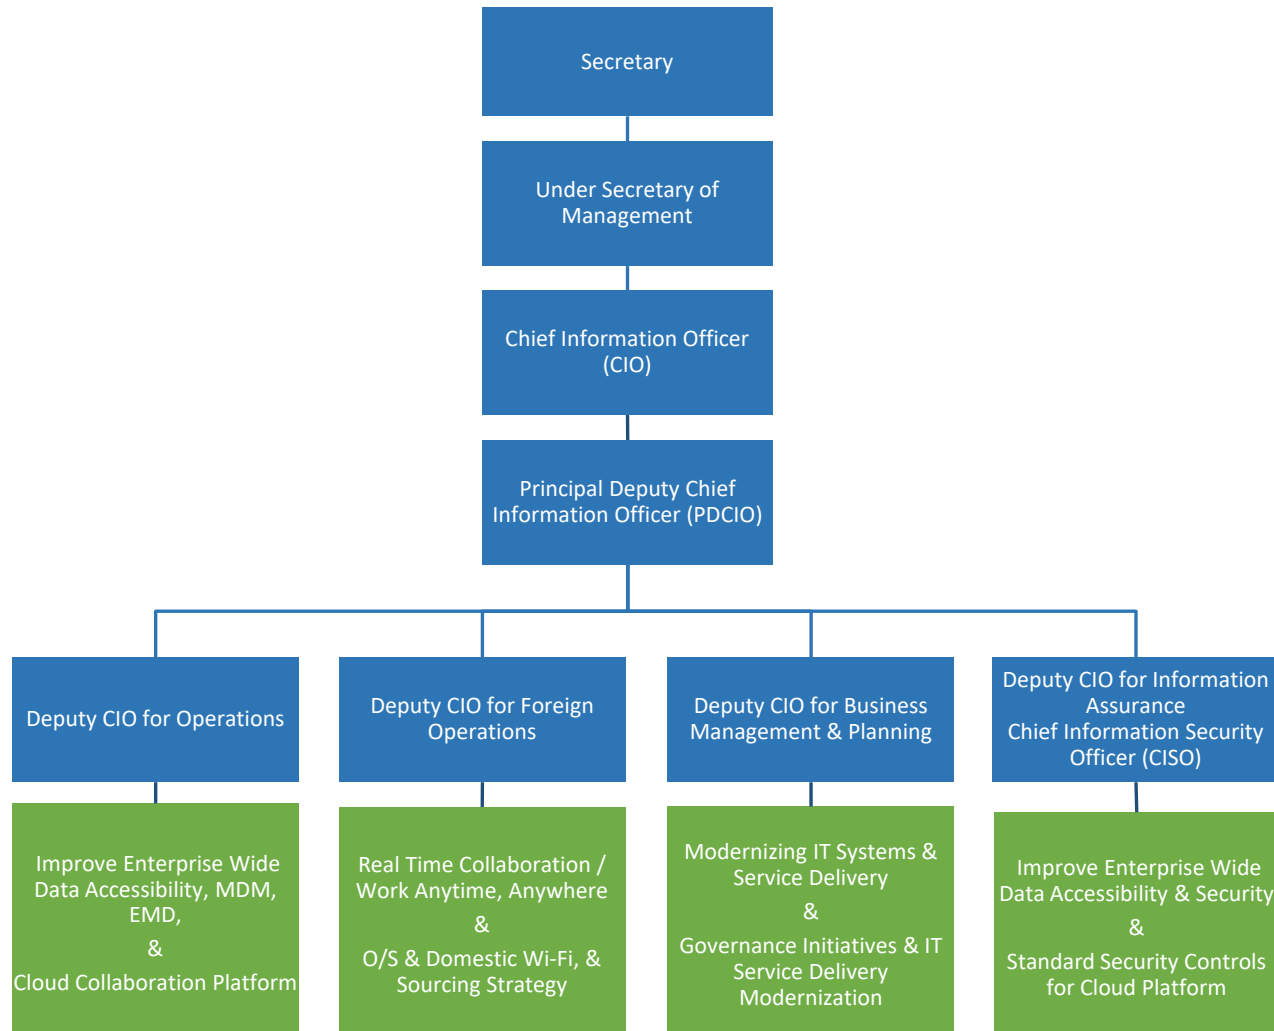 Secretary
Under Secretary of
Management
Chief Information Officer
(CIO)
Principal Deputy Chief
Information Officer (PDCIO)
Deputy CIO for Operations
Deputy CIO for Foreign
Operations
Deputy CIO for Business
Management & Planning
Deputy CIO for Information
Assurance
Chief Information Security
Officer (CISO)
Improve Enterprise Wide
Data Accessibility, MDM,
EMD,
&
Cloud Collaboration Platform
Real Time Collaboration /
Work Anytime, Anywhere
&
O/S & Domestic Wi-Fi, &
Sourcing Strategy
Modernizing IT Systems &
Service Delivery
&
Governance Initiatives & IT
Service Delivery
Modernization
Improve Enterprise Wide
Data Accessibility & Security
&
Standard Security Controls
for Cloud Platform